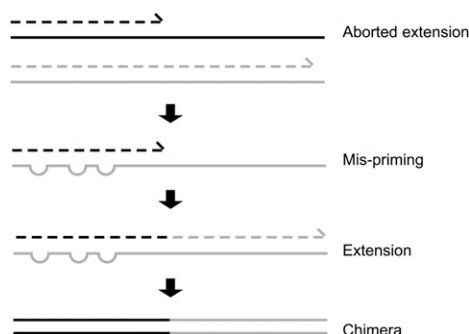 Aborted extension
Mis-priming
Extension
Chimera